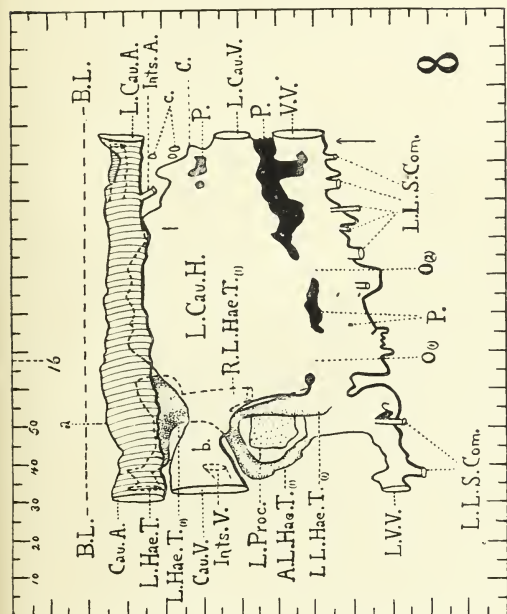 10 20 30 40 50
a
16
B.L.
B.L.
Cau.A.
L.Hae.T.
L.Hae.T.(1)
Cau.V.
Ints.V.
L.Proc.
A.L.Hae.T.(1)
L L.Hae.T.(1)
L.V.V.
L.L.S.Com.
b.
L.Cau.H.
R.L.Hae.T.(1)
O(1)
P.
O(2)
L.Cau.A.
Ints.A.
c.
C.
P.
L.Cau.V.
P.
V.V.
L.L.S.Com.
8